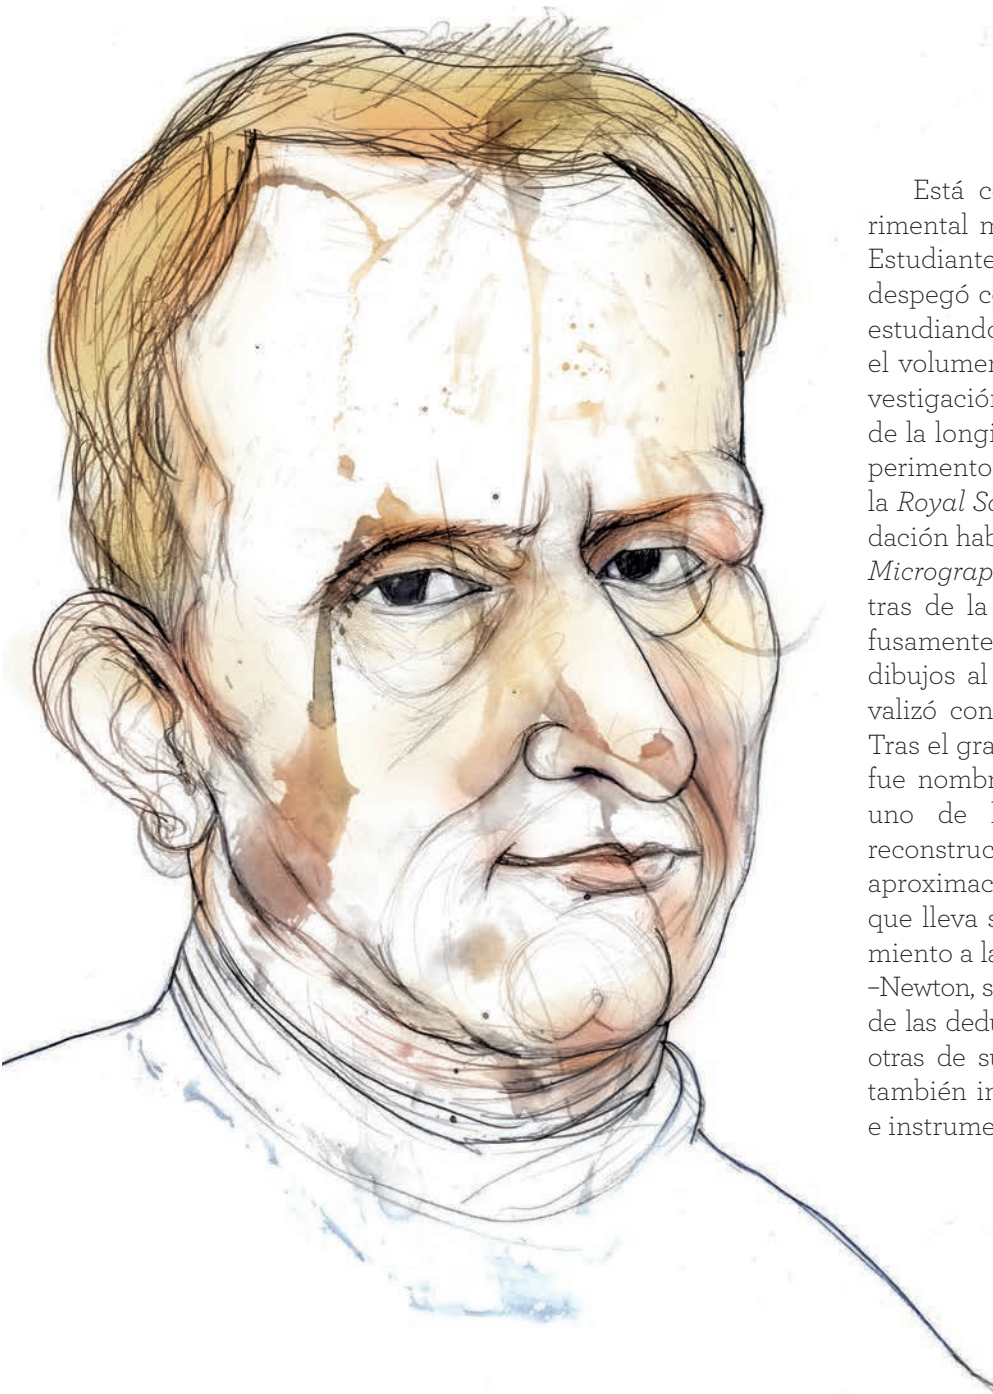 Está c
rimental m
Estudiante
despegó c
estudiando
el volumen
vestigación
de la longi
perimento
la Royal So
dación hab
Micrograp
tras de la
fusamente
dibujos al
valizó con
Tras el gra
fue nombr
uno de l
reconstruc
aproximac
que lleva s
miento a la
–Newton, s
de las dedu
otras de su
también in
e instrume